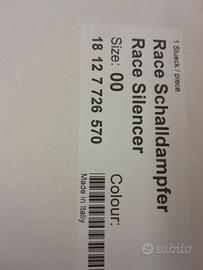 1 Stueck / piece
Race Schalldampfer
Race Silencer
Size: 00
Colour:
18 12 7 726 570
Made in Italy
subito